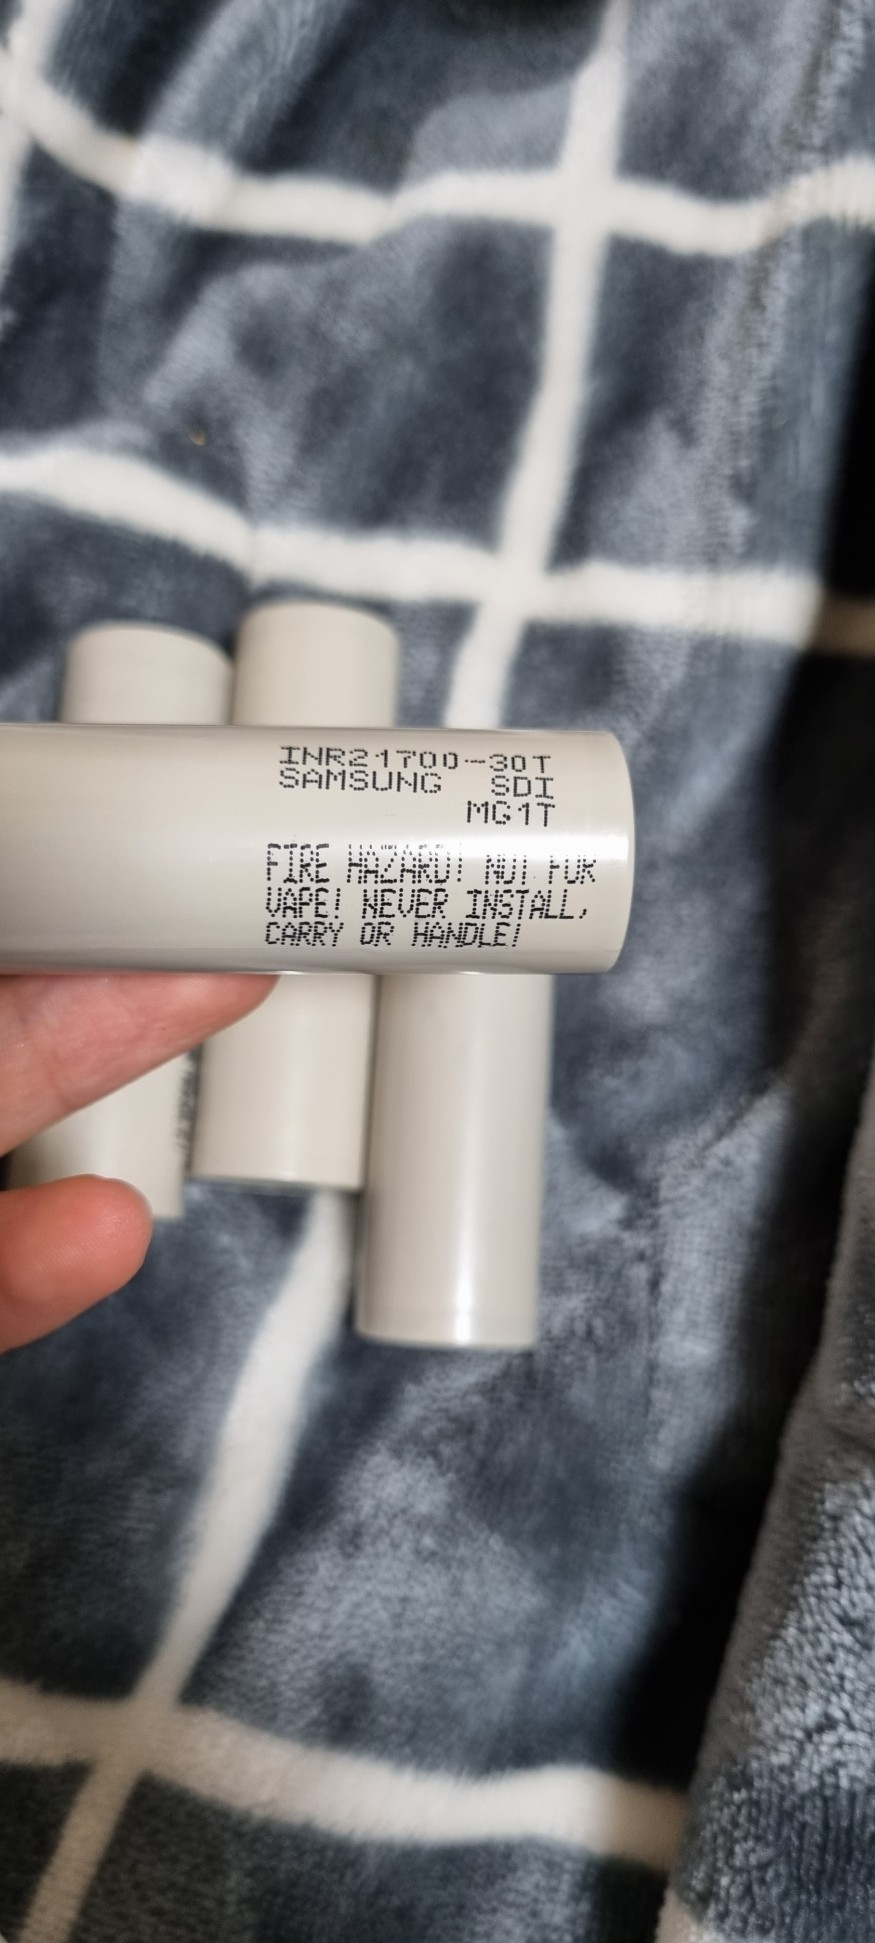 INR21700-30T
SAMSUNG SDI
MG1T
FIRE HAZARD! NOT FOR
VAPE! NEVER INSTALL,
CARRY OR HANDLE!